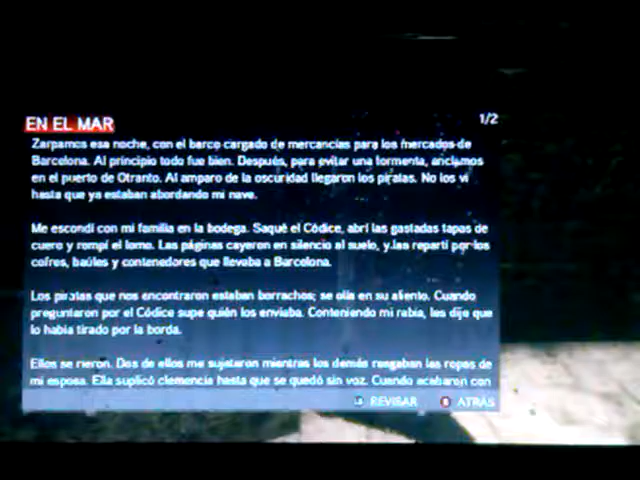 EN EL MAR
1/2
Zarpamos esa noche, con el barco cargado de mercancías para los mercados de
Barcelona. Al principio todo fue bien. Después, para evitar una tormenta, anclamos
en el puerto de Otranto. Al amparo de la oscuridad llegaron los piratas. No los vi
hasta que ya estaban abordando mi nave.
Me escondí con mi familia en la bodega. Saqué el Códice, abrí las gastadas tapas de
cuero y rompí el lomo. Las páginas cayeron en silencio al suelo, y las repartí por los
cofres, baúles y contenedores que llevaba a Barcelona.
Los piratas que nos encontraron estaban borrachos; se olía en su aliento. Cuando
preguntaron por el Códice supe quién los enviaba. Conteniendo mi rabia, les dije que
lo había tirado por la borda.
Ellos se rieron. Dos de ellos me sujetaron mientras los demás rasgaban las ropas de
mi esposa. Ella suplicó clemencia hasta que se quedó sin voz. Cuando acabaron con
REVISAR
B ATRÁS